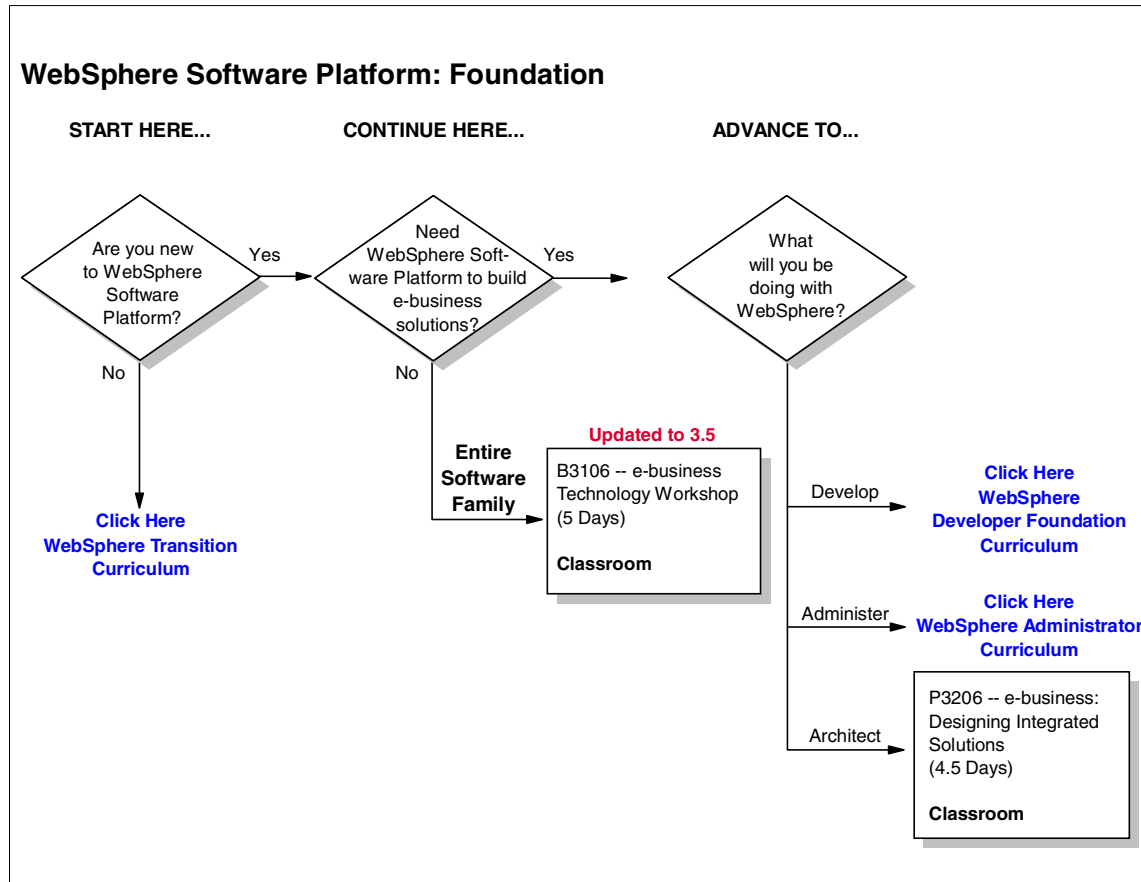 WebSphere Software Platform: Foundation
START HERE...
CONTINUE HERE...
ADVANCE TO...
Are you new
to WebSphere
Software
Platform?
Yes
No
Click Here
WebSphere Transition
Curriculum
Need
WebSphere Soft-
ware Platform to build
e-business
solutions?
Yes
No
Entire
Software
Family
Updated to 3.5
B3106 -- e-business
Technology Workshop
(5 Days)
Classroom
What
will you be
doing with
WebSphere?
Develop
Click Here
WebSphere
Developer Foundation
Curriculum
Administer
Click Here
WebSphere Administrator
Curriculum
Architect
P3206 -- e-business:
Designing Integrated
Solutions
(4.5 Days)
Classroom